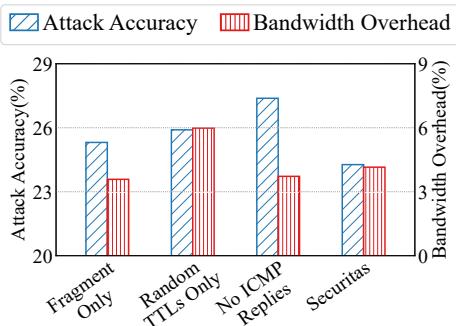 Attack Accuracy Bandwidth Overhead
Attack Accuracy(%)
29
26
23
20
9
6
3
0
Bandwidth Overhead(%)
Fragment
Only
Random
TTLs Only
No ICMP
Replies
Securitas